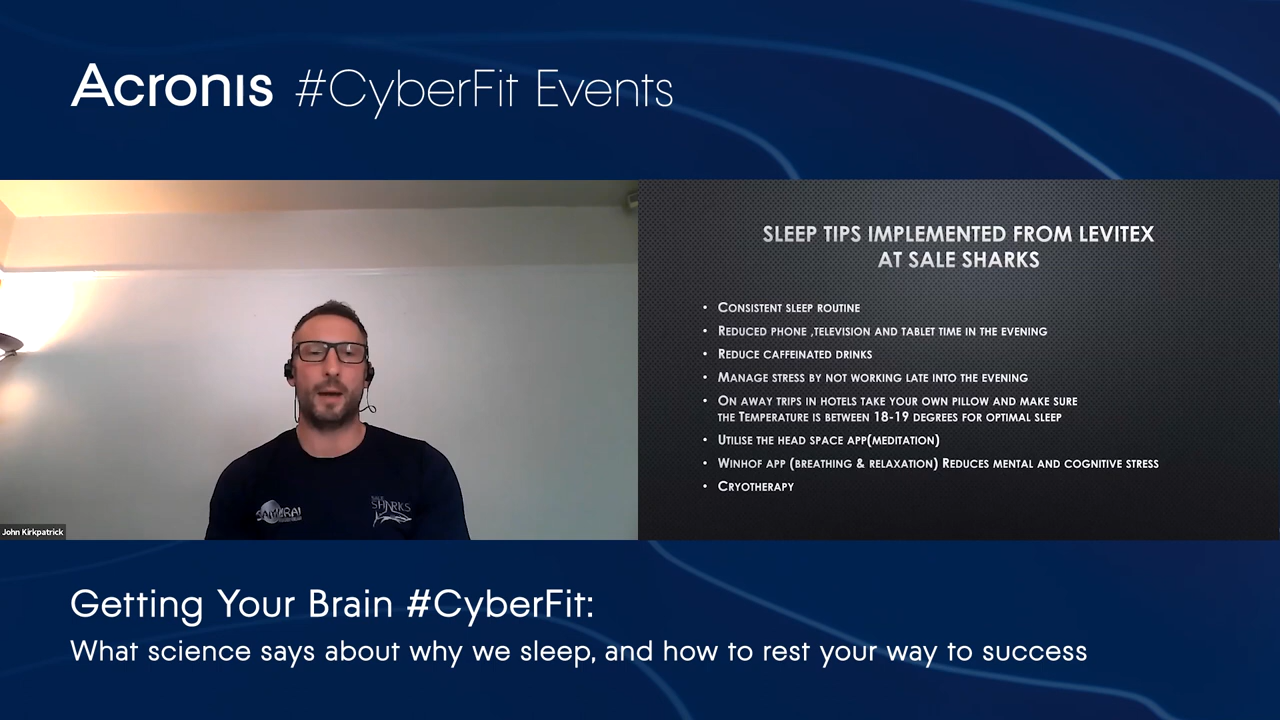 Acronis #CyberFit Events
SLEEP TIPS IMPLEMENTED FROM LEVITEX
AT SALE SHARKS
• CONSISTENT SLEEP ROUTINE
• REDUCED PHONE ,TELEVISION AND TABLET TIME IN THE EVENING
• REDUCE CAFFEINATED DRINKS
• MANAGE STRESS BY NOT WORKING LATE INTO THE EVENING
• ON AWAY TRIPS IN HOTELS TAKE YOUR OWN PILLOW AND MAKE SURE
THE TEMPERATURE IS BETWEEN 18-19 DEGREES FOR OPTIMAL SLEEP
• UTILISE THE HEAD SPACE APP(MEDITATION)
• WINHOF APP (BREATHING & RELAXATION) REDUCES MENTAL AND COGNITIVE STRESS
• CRYOTHERAPY
SAMURAI
SALE
SHARKS
John Kirkpatrick
Getting Your Brain #CyberFit:
What science says about why we sleep, and how to rest your way to success